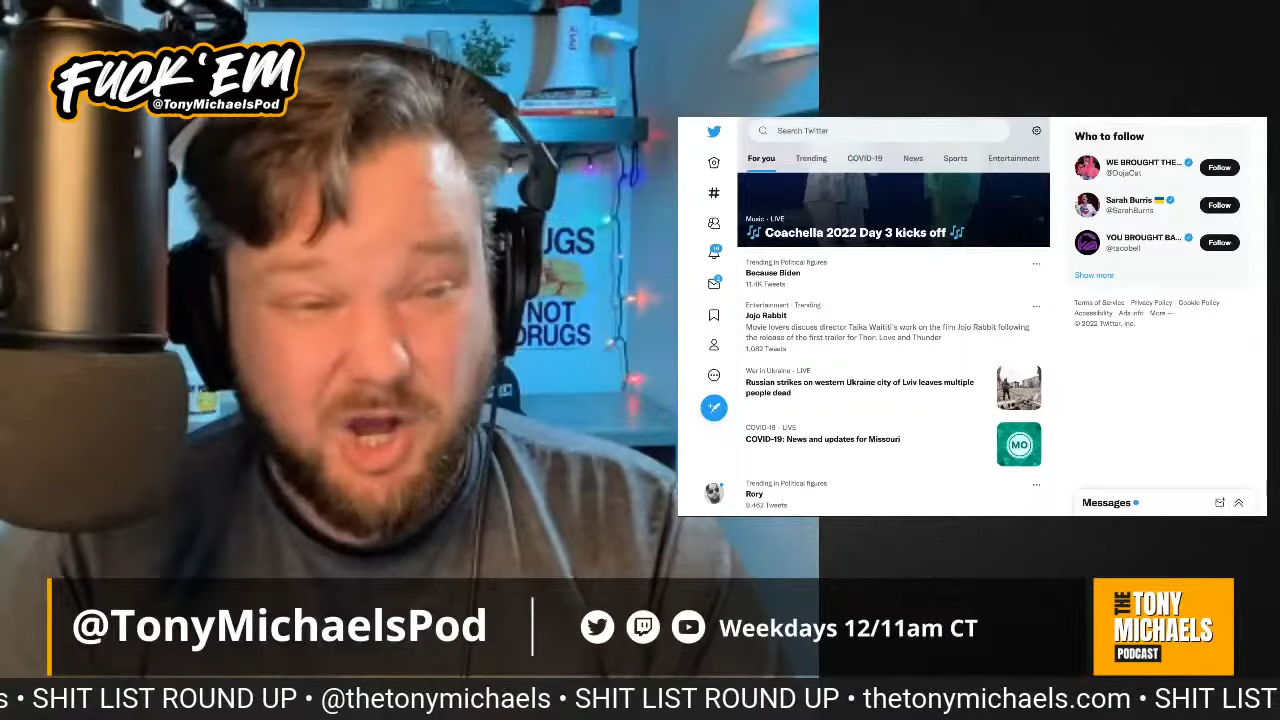 FUCK 'EM
@TonyMichaelsPod
DRUGS
NOT
DRUGS
Search Twitter
For you
Trending
COVID-19
News
Sports
Entertainment
Music · LIVE
🎶 Coachella 2022 Day 3 kicks off 🎶
Trending in Political figures
Because Biden
11.4K Tweets
Entertainment · Trending
Jojo Rabbit
Movie lovers discuss director Taika Waititi's work on the film Jojo Rabbit following
the release of the first trailer for Thor: Love and Thunder
1,082 Tweets
War in Ukraine · LIVE
Russian strikes on western Ukraine city of Lviv leaves multiple
people dead
COVID-19 · LIVE
COVID-19: News and updates for Missouri
MO
Trending in Political figures
Rory
9,462 Tweets
Who to follow
WE BROUGHT THE...
@DojaCat
Follow
Sarah Burris 🇺🇦
@SarahBurris
Follow
YOU BROUGHT BA...
@tacobell
Follow
Show more
Terms of Service Privacy Policy Cookie Policy
Accessibility Ads info More ···
© 2022 Twitter, Inc.
Messages
@TonyMichaelsPod
Weekdays 12/11am CT
THE
TONY
MICHAELS
PODCAST
s • SHIT LIST ROUND UP • @thetonymichaels • SHIT LIST ROUND UP • thetonymichaels.com • SHIT LIST